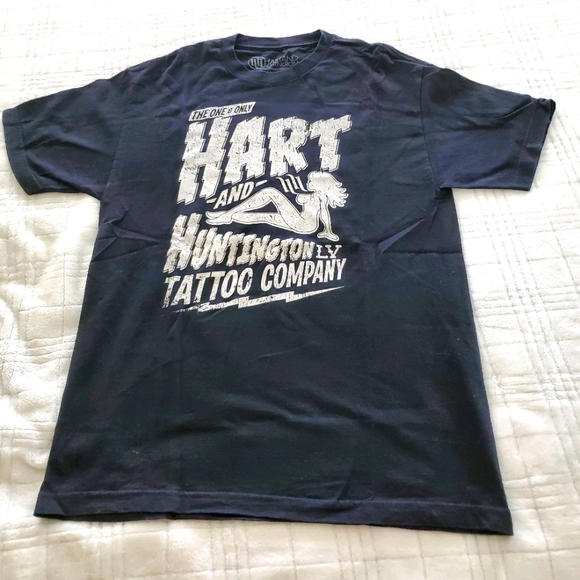 THE ONE & ONLY
HART
-AND-
HUNTINGTON LV
TATTOO COMPANY